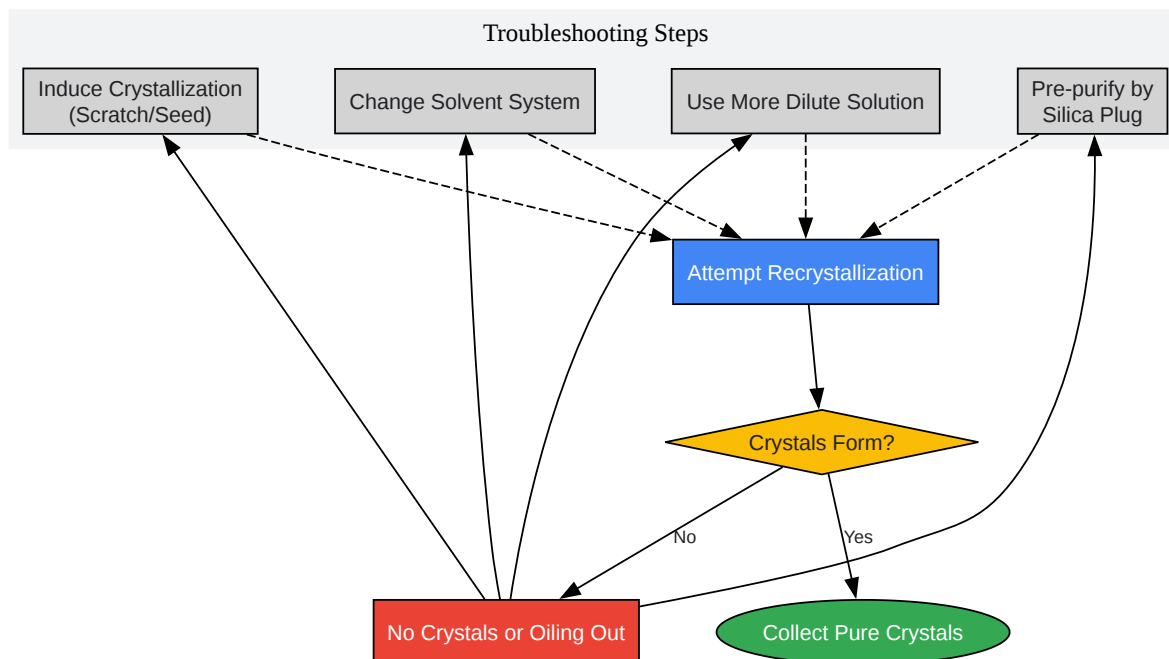 Troubleshooting Steps
Induce Crystallization
(Scratch/Seed)
Change Solvent System
Use More Dilute Solution
Pre-purify by
Silica Plug
Attempt Recrystallization
Crystals Form?
No
Yes
No Crystals or Oiling Out
Collect Pure Crystals